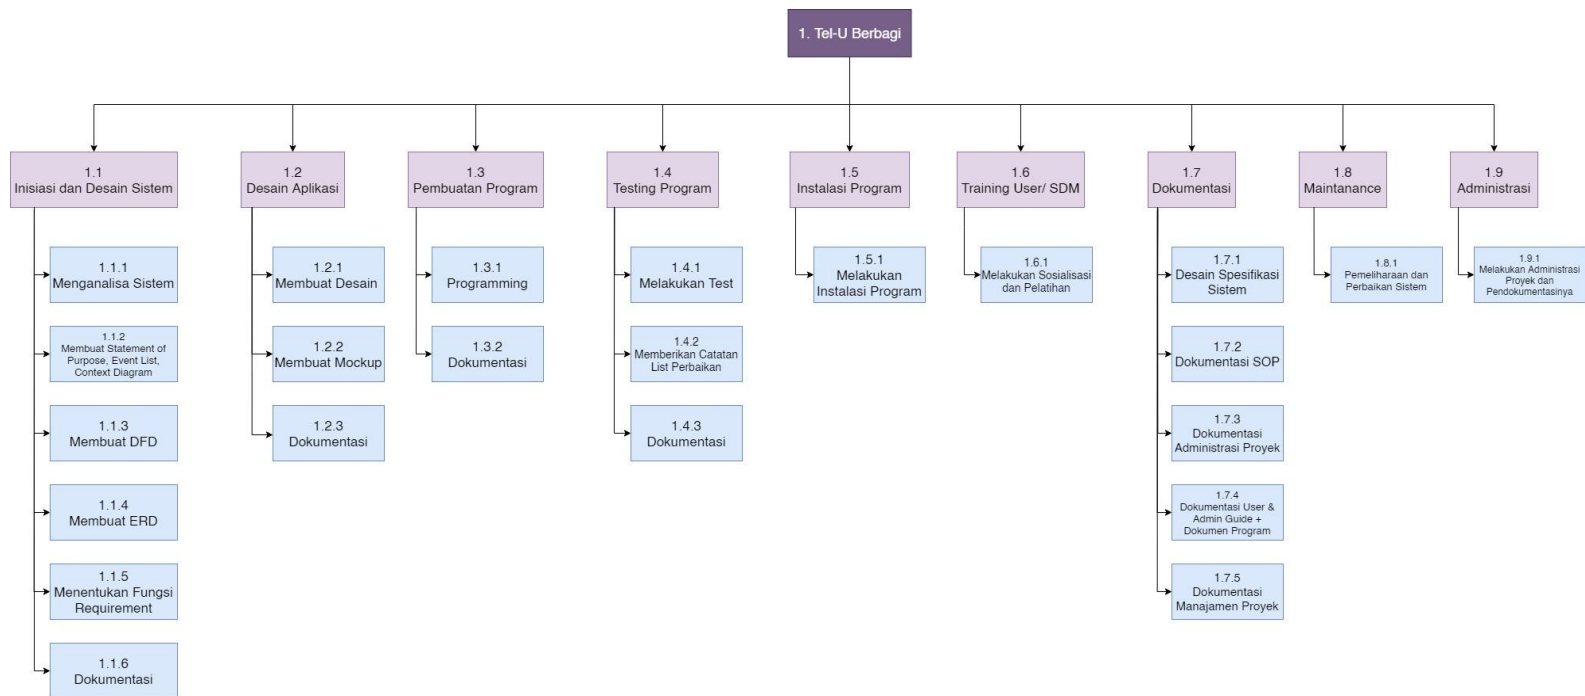 1. Tel-U Berbagi
1.1
Inisiasi dan Desain Sistem
1.2
Desain Aplikasi
1.3
Pembuatan Program
1.4
Testing Program
1.5
Instalasi Program
1.6
Training User/ SDM
1.7
Dokumentasi
1.8
Maintanance
1.9
Administrasi
1.1.1
Menganalisa Sistem
1.1.2
Membuat Statement of
Purpose, Event List,
Context Diagram
1.1.3
Membuat DFD
1.1.4
Membuat ERD
1.1.5
Menentukan Fungsi
Requirement
1.1.6
Dokumentasi
1.2.1
Membuat Desain
1.2.2
Membuat Mockup
1.2.3
Dokumentasi
1.3.1
Programming
1.3.2
Dokumentasi
1.4.1
Melakukan Test
1.4.2
Memberikan Catatan
List Perbaikan
1.4.3
Dokumentasi
1.5.1
Melakukan
Instalasi Program
1.6.1
Melakukan Sosialisasi
dan Pelatihan
1.7.1
Desain Spesifikasi
Sistem
1.7.2
Dokumentasi SOP
1.7.3
Dokumentasi
Administrasi Proyek
1.7.4
Dokumentasi User &
Admin Guide +
Dokumen Program
1.7.5
Dokumentasi
Manajamen Proyek
1.8.1
Pemeliharaan dan
Perbaikan Sistem
1.9.1
Melakukan Administrasi
Proyek dan
Pendokumentasinya